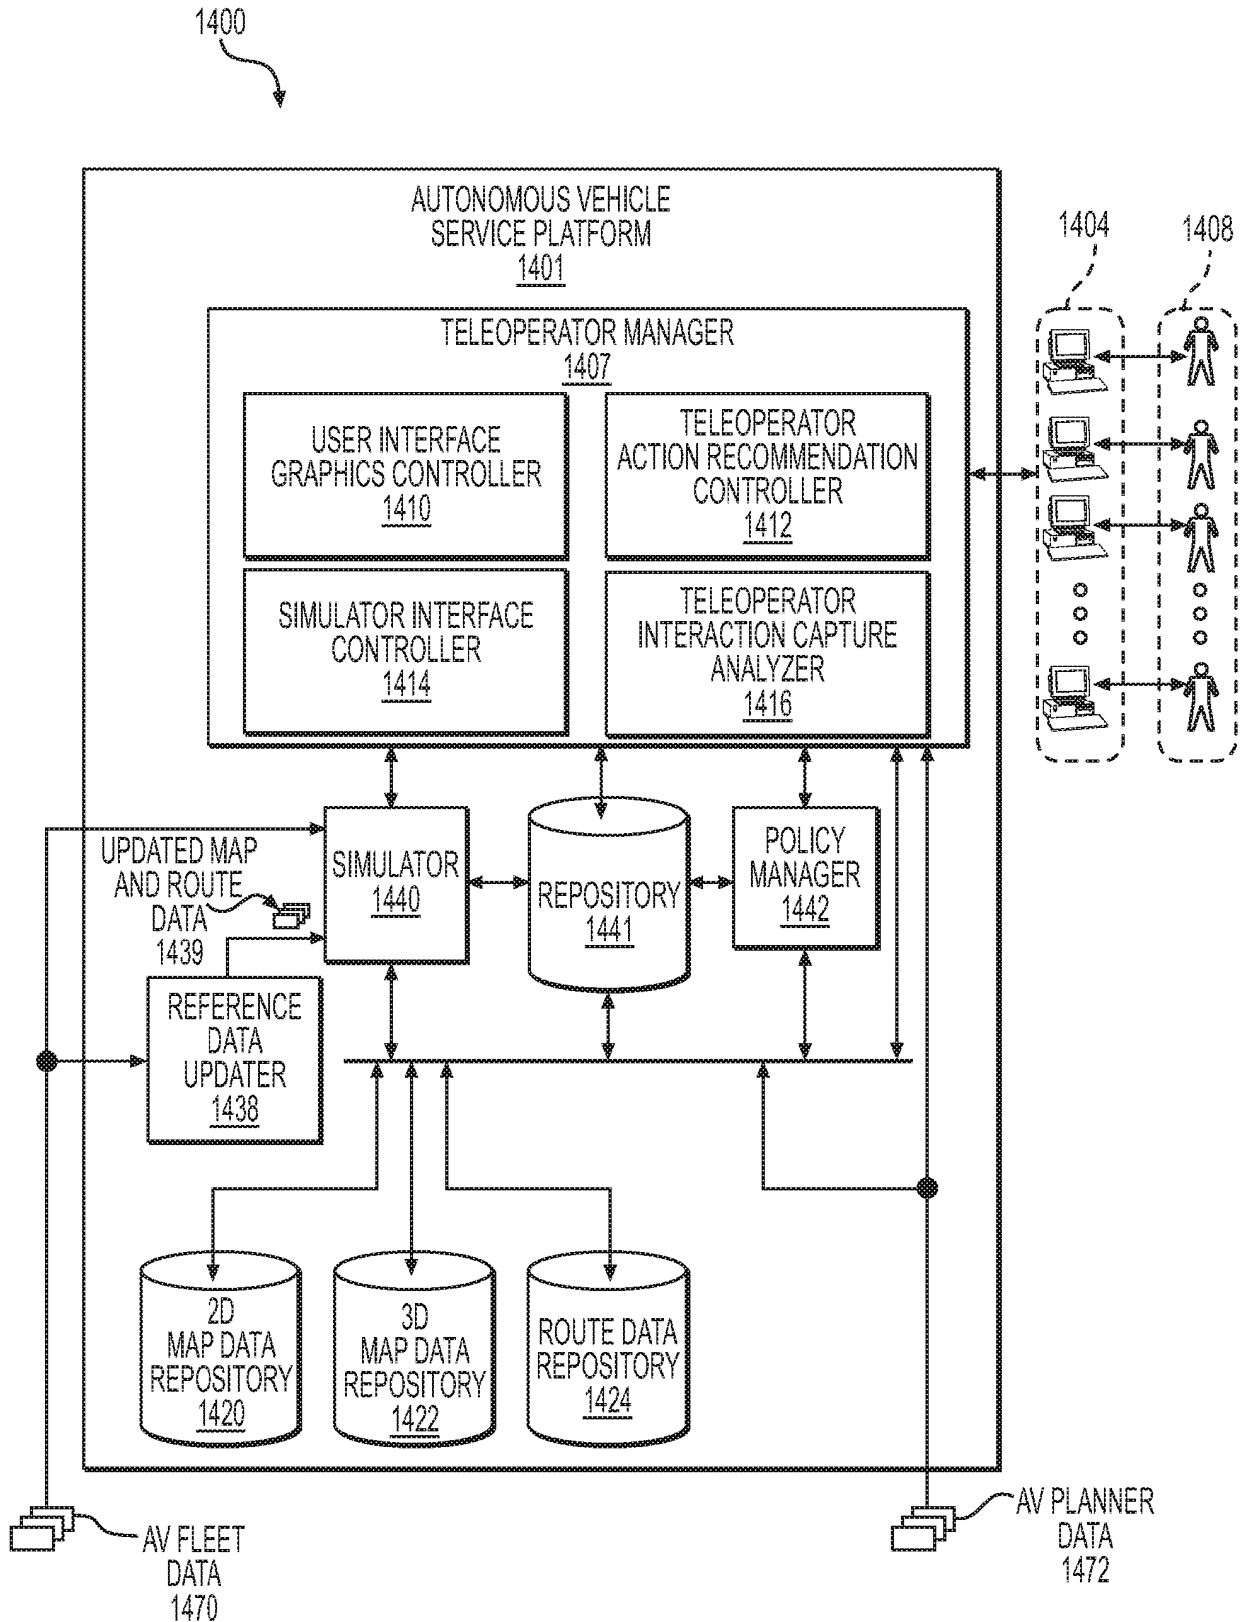 1400
AUTONOMOUS VEHICLE
SERVICE PLATFORM
1401
1404
1408
TELEOPERATOR MANAGER
1407
USER INTERFACE
GRAPHICS CONTROLLER
1410
TELEOPERATOR
ACTION RECOMMENDATION
CONTROLLER
1412
SIMULATOR INTERFACE
CONTROLLER
1414
TELEOPERATOR
INTERACTION CAPTURE
ANALYZER
1416
UPDATED MAP
AND ROUTE
DATA
1439
SIMULATOR
1440
REPOSITORY
1441
POLICY
MANAGER
1442
REFERENCE
DATA
UPDATER
1438
2D
MAP DATA
REPOSITORY
1420
3D
MAP DATA
REPOSITORY
1422
ROUTE DATA
REPOSITORY
1424
AV FLEET
DATA
1470
AV PLANNER
DATA
1472